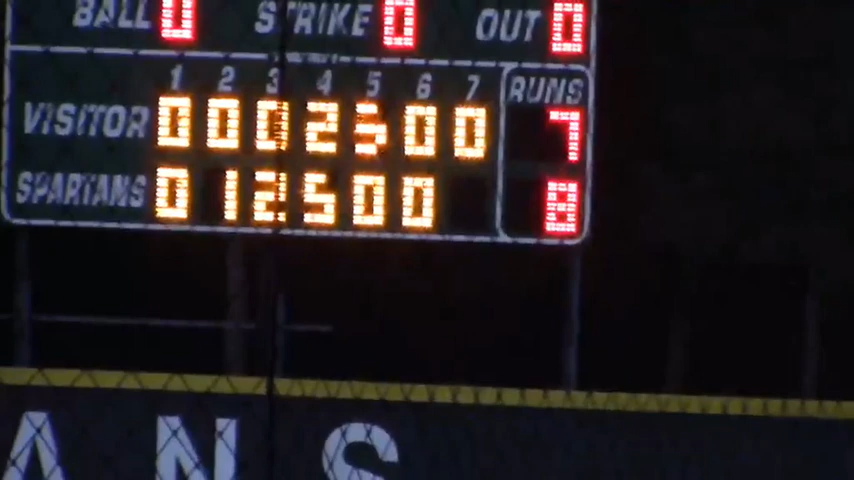 BALL 0 STRIKE 0 OUT 0
1 2 3 4 5 6 7 RUNS
VISITOR 0 0 0 2 5 0 0 7
SPARTANS 0 1 2 5 0 0 8
A N S